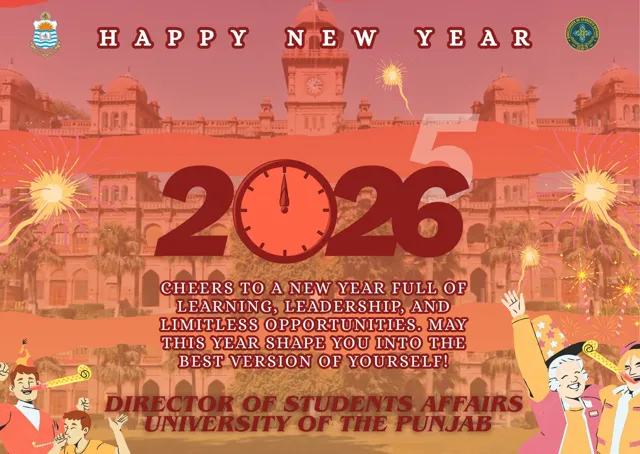 HAPPY NEW YEAR
5
2026
CHEERS TO A NEW YEAR FULL OF
LEARNING, LEADERSHIP, AND
LIMITLESS OPPORTUNITIES. MAY
THIS YEAR SHAPE YOU INTO THE
BEST VERSION OF YOURSELF!
DIRECTOR OF STUDENTS AFFAIRS
UNIVERSITY OF THE PUNJAB